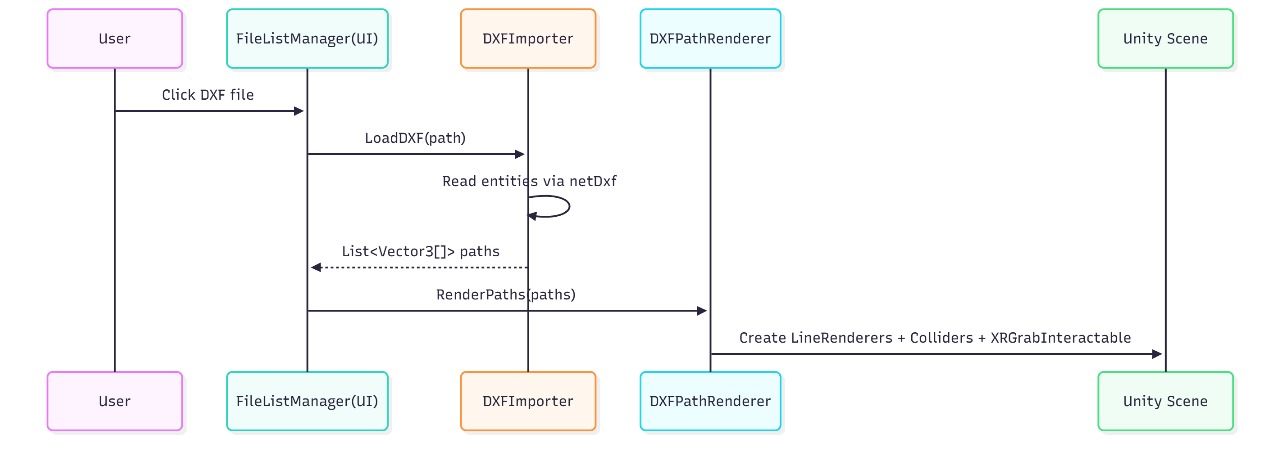 User
FileListManager(UI)
DXFImporter
DXFPathRenderer
Unity Scene
Click DXF file
LoadDXF(path)
Read entities via netDxf
List<Vector3[]> paths
RenderPaths(paths)
Create LineRenderers + Colliders + XRGrabInteractable
User
FileListManager(UI)
DXFImporter
DXFPathRenderer
Unity Scene